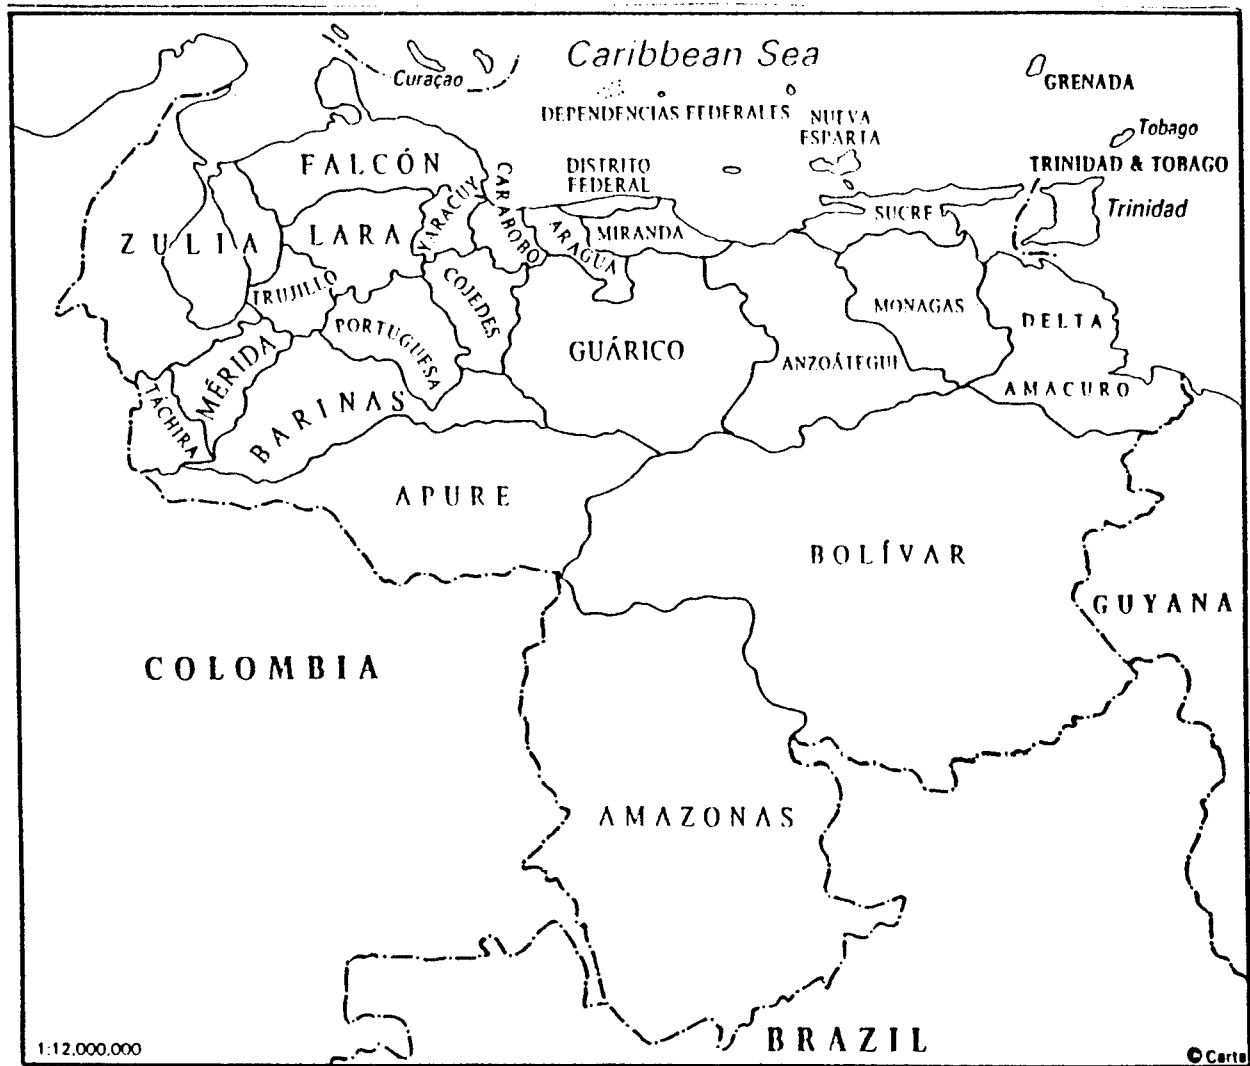 Caribbean Sea
Curaçao
GRENADA
DEPENDENCIAS FEDERALES
NUEVA
ESPARTA
Tobago
TRINIDAD & TOBAGO
Trinidad
FALCÓN
DISTRITO
FEDERAL
CARABOBO
YARACUY
SUCRE
ZULIA
LARA
ARAGUA
MIRANDA
TRUJILLO
COJEDES
MONAGAS
DELTA
AMACURO
PORTUGUESA
GUÁRICO
ANZOÁTEGUI
MÉRIDA
TÁCHIRA
BARINAS
APURE
BOLÍVAR
GUYANA
COLOMBIA
AMAZONAS
BRAZIL
1:12,000,000
© Carta